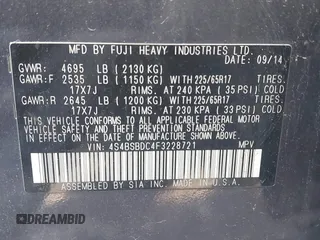 MFD BY FUJI HEAVY INDUSTRIES LTD.
DATE: 09/14
GVWR: 4695 LB (2130 KG)
GAWR:F 2535 LB (1150 KG) WITH 225/65R17 TIRES.
17X7J RIMS. AT 240 KPA (35 PSI) COLD
GAWR:R 2645 LB (1200 KG) WITH 225/65R17 TIRES.
17X7J RIMS. AT 230 KPA (33 PSI) COLD
THIS VEHICLE CONFORMS TO ALL APPLICABLE
FEDERAL MOTOR VEHICLE SAFETY, BUMPER, AND
THEFT PREVENTION STANDARDS IN
EFFECT ON THE DATE OF MANUFACTURE SHOWN ABOVE.
VIN: 4S4BSBDC4F3228721 MPV
ASSEMBLED BY SIA INC. MADE IN U.S.A.
DREAMBID